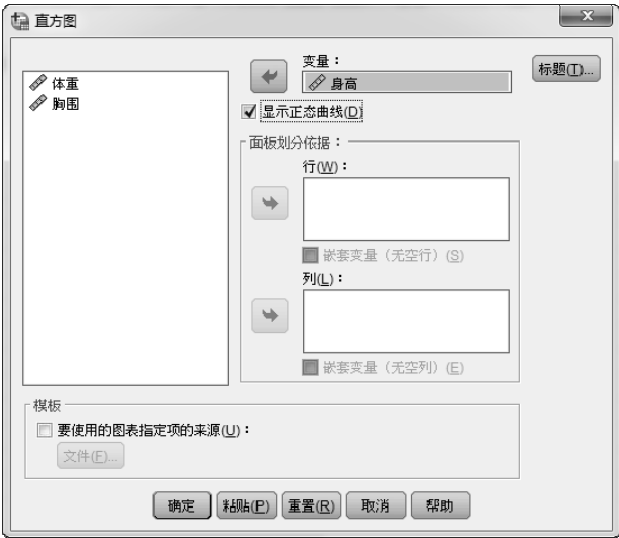 直方图
体重
胸围
变量：
身高
标题(T)...
显示正态曲线(D)
面板划分依据：
行(W)：
嵌套变量（无空行）(S)
列(L)：
嵌套变量（无空列）(E)
模板
要使用的图表指定项的来源(U)：
文件(F)...
确定
粘贴(P)
重置(R)
取消
帮助